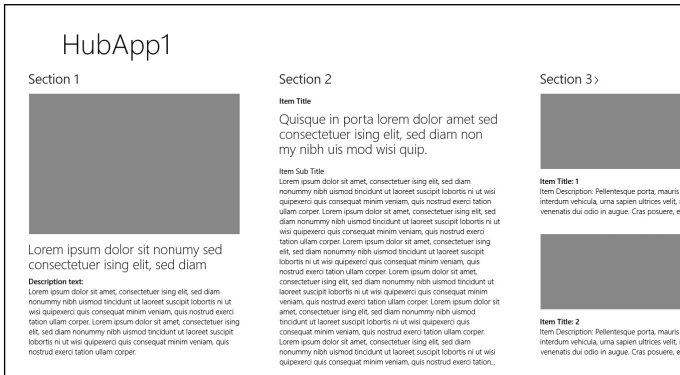 HubApp1
Section 1
Lorem ipsum dolor sit nonumy sed
consectetuer ising elit, sed diam
Description text:
Lorem ipsum dolor sit amet, consectetuer ising elit, sed diam
nonummy nibh uismod tincidunt ut laoreet suscipit lobortis ni ut
wisi quipexerci quis consequat minim veniam, quis nostrud exerci
tation ullam corper. Lorem ipsum dolor sit amet, consectetuer ising
elit, sed diam nonummy nibh uismod tincidunt ut laoreet suscipit
lobortis ni ut wisi quipexerci quis consequat minim veniam, quis
nostrud exerci tation ullam corper.
Section 2
Item Title
Quisque in porta lorem dolor amet sed
consectetuer ising elit, sed diam non
my nibh uis mod wisi quip.
Item Sub Title
Lorem ipsum dolor sit amet, consectetuer ising elit, sed diam
nonummy nibh uismod tincidunt ut laoreet suscipit lobortis ni ut wisi
quipexerci quis consequat minim veniam, quis nostrud exerci tation
ullam corper. Lorem ipsum dolor sit amet, consectetuer ising elit, sed
diam nonummy nibh uismod tincidunt ut laoreet suscipit lobortis ni ut
wisi quipexerci quis consequat minim veniam, quis nostrud exerci
tation ullam corper. Lorem ipsum dolor sit amet, consectetuer ising
elit, sed diam nonummy nibh uismod tincidunt ut laoreet suscipit
lobortis ni ut wisi quipexerci quis consequat minim veniam, quis
nostrud exerci tation ullam corper. Lorem ipsum dolor sit amet,
consectetuer ising elit, sed diam nonummy nibh uismod tincidunt ut
laoreet suscipit lobortis ni ut wisi quipexerci quis consequat minim
veniam, quis nostrud exerci tation ullam corper. Lorem ipsum dolor sit
amet, consectetuer ising elit, sed diam nonummy nibh uismod
tincidunt ut laoreet suscipit lobortis ni ut wisi quipexerci quis
consequat minim veniam, quis nostrud exerci tation ullam corper.
Lorem ipsum dolor sit amet, consectetuer ising elit, sed diam
nonummy nibh uismod tincidunt ut laoreet suscipit lobortis ni ut wisi
quipexerci quis consequat minim veniam, quis nostrud exerci tation..
Section 3>
Item Title: 1
Item Description: Pellentesque porta, mauris
interdum vehicula, urna sapien ultrices velit,
venenatis dui odio in augue. Cras posuere, e
Item Title: 2
Item Description: Pellentesque porta, mauris
interdum vehicula, urna sapien ultrices velit,
venenatis dui odio in augue. Cras posuere, e